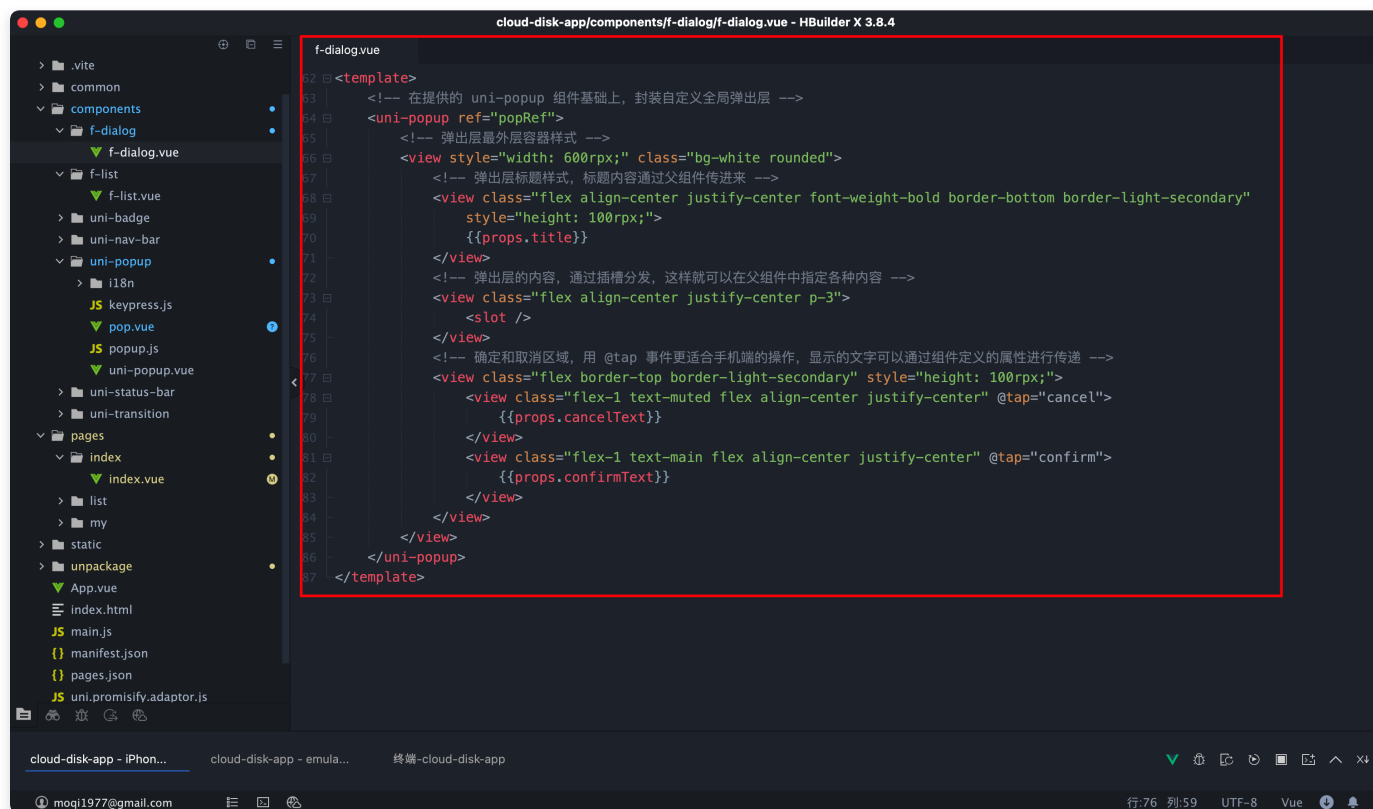 cloud-disk-app/components/f-dialog/f-dialog.vue - HBuilder X 3.8.4
.vite
common
components
f-dialog
f-dialog.vue
f-list
f-list.vue
uni-badge
uni-nav-bar
uni-popup
i18n
JS keypress.js
pop.vue
JS popup.js
uni-popup.vue
uni-status-bar
uni-transition
pages
index
index.vue M
list
my
static
unpackage
App.vue
index.html
JS main.js
{} manifest.json
{} pages.json
JS uni.promisify.adaptor.js
f-dialog.vue
62 <template>
63 <!-- 在提供的 uni-popup 组件基础上，封装自定义全局弹出层 -->
64 <uni-popup ref="popRef">
65 <!-- 弹出层最外层容器样式 -->
66 <view style="width: 600rpx;" class="bg-white rounded">
67 <!-- 弹出层标题样式，标题内容通过父组件传进来 -->
68 <view class="flex align-center justify-center font-weight-bold border-bottom border-light-secondary"
69 style="height: 100rpx;">
70 {{props.title}}
71 </view>
72 <!-- 弹出层的内容，通过插槽分发，这样就可以在父组件中指定各种内容 -->
73 <view class="flex align-center justify-center p-3">
74 <slot />
75 </view>
76 <!-- 确定和取消区域，用 @tap 事件更适合手机端的操作，显示的文字可以通过组件定义的属性进行传递 -->
77 <view class="flex border-top border-light-secondary" style="height: 100rpx;">
78 <view class="flex-1 text-muted flex align-center justify-center" @tap="cancel">
79 {{props.cancelText}}
80 </view>
81 <view class="flex-1 text-main flex align-center justify-center" @tap="confirm">
82 {{props.confirmText}}
83 </view>
84 </view>
85 </view>
86 </uni-popup>
87 </template>
cloud-disk-app - iPhon... cloud-disk-app - emula... 终端-cloud-disk-app
moqi1977@gmail.com 行:76 列:59 UTF-8 Vue